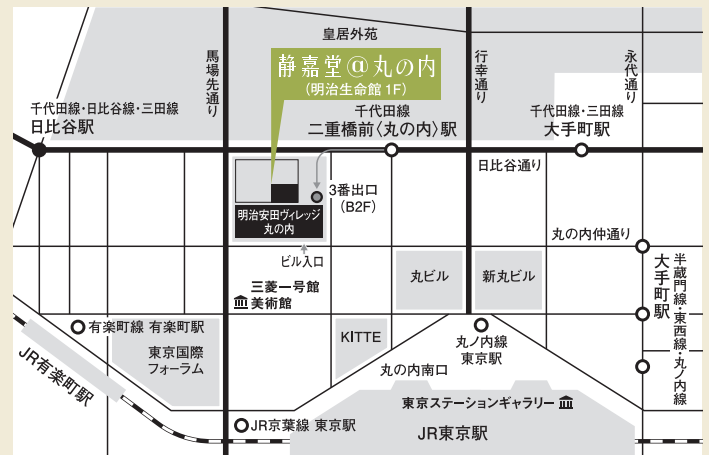 皇居外苑
馬場先通り
静嘉堂@丸の内
(明治生命館 1F)
行幸通り
永代通り
千代田線・日比谷線・三田線
日比谷駅
千代田線
二重橋前〈丸の内〉駅
千代田線・三田線
大手町駅
日比谷通り
3番出口
(B2F)
明治安田ヴィレッジ
丸の内
丸の内仲通り
ビル入口
三菱一号館
美術館
丸ビル
新丸ビル
大手町駅
半蔵門線・東西線・丸ノ内線
有楽町線 有楽町駅
東京国際
フォーラム
KITTE
丸ノ内線
東京駅
JR有楽町駅
丸の内南口
東京ステーションギャラリー
JR京葉線 東京駅
JR東京駅